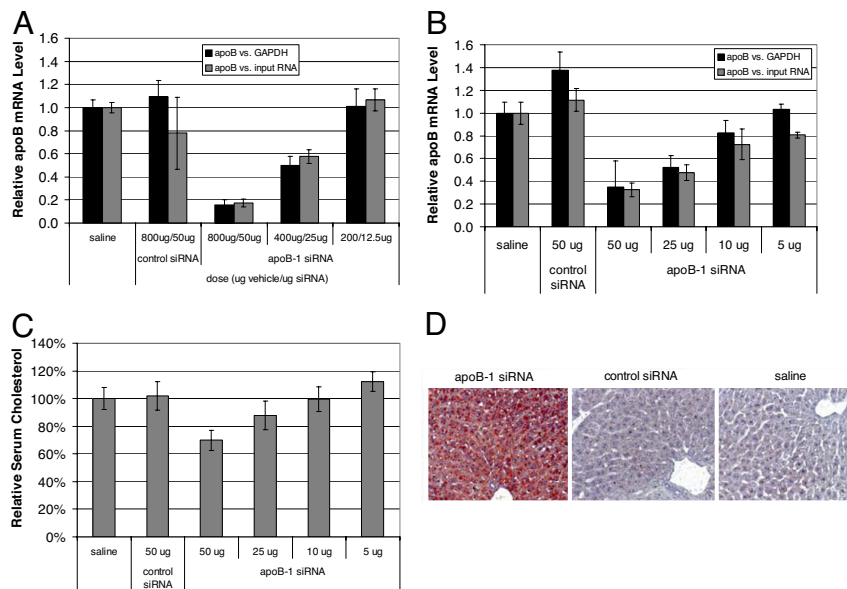 A
Relative apoB mRNA Level
1.6
1.4
1.2
1.0
0.8
0.6
0.4
0.2
0.0
apoB vs. GAPDH
apoB vs. input RNA
saline
800ug/50ug
800ug/50ug
400ug/25ug
200/12.5ug
control siRNA
apoB-1 siRNA
dose (ug vehicle/ug siRNA)
B
Relative apoB mRNA Level
1.6
1.4
1.2
1.0
0.8
0.6
0.4
0.2
0.0
apoB vs. GAPDH
apoB vs. input RNA
saline
50 ug
50 ug
25 ug
10 ug
5 ug
control
siRNA
apoB-1 siRNA
C
Relative Serum Cholesterol
140%
120%
100%
80%
60%
40%
20%
0%
saline
50 ug
50 ug
25 ug
10 ug
5 ug
control
siRNA
apoB-1 siRNA
D
apoB-1 siRNA
control siRNA
saline